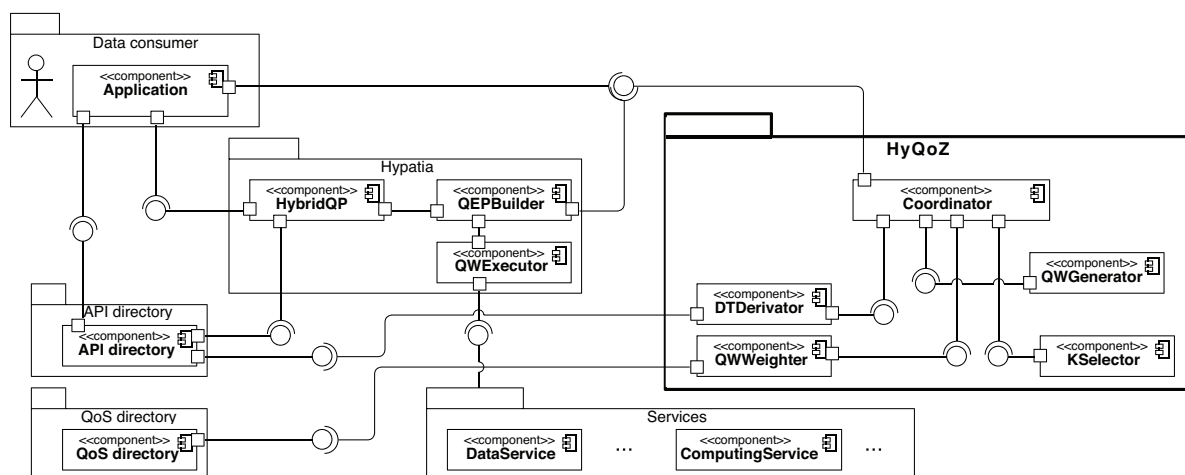 Data consumer
<<component>>
Application
Hypatia
<<component>>
HybridQP
<<component>>
QEPBuilder
<<component>>
QWExecutor
HyQoZ
<<component>>
Coordinator
<<component>>
QWGenerator
<<component>>
DTDerivator
<<component>>
QWWeighter
<<component>>
KSelector
API directory
<<component>>
API directory
QoS directory
<<component>>
QoS directory
Services
<<component>>
DataService
...
<<component>>
ComputingService
...